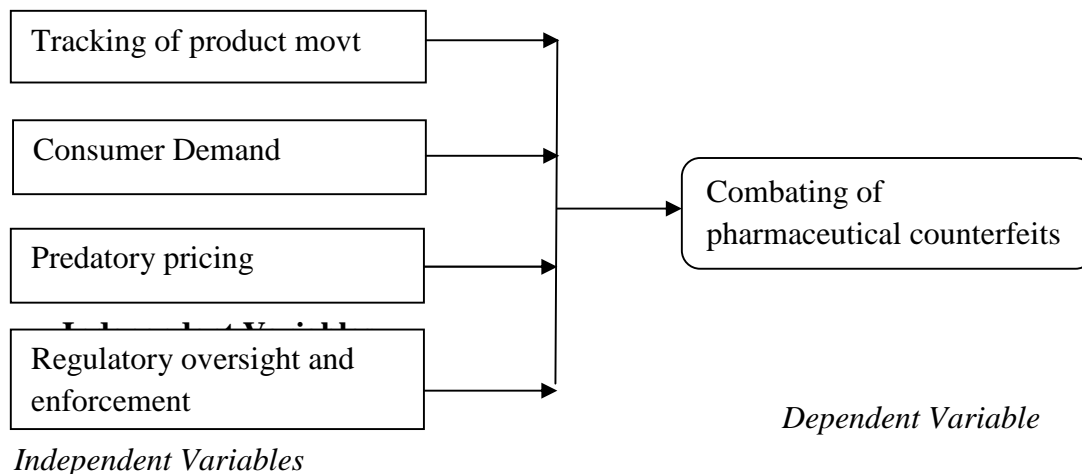 Tracking of product movt
Consumer Demand
Predatory pricing
Regulatory oversight and
enforcement
Independent Variables
Combating of
pharmaceutical counterfeits
Dependent Variable